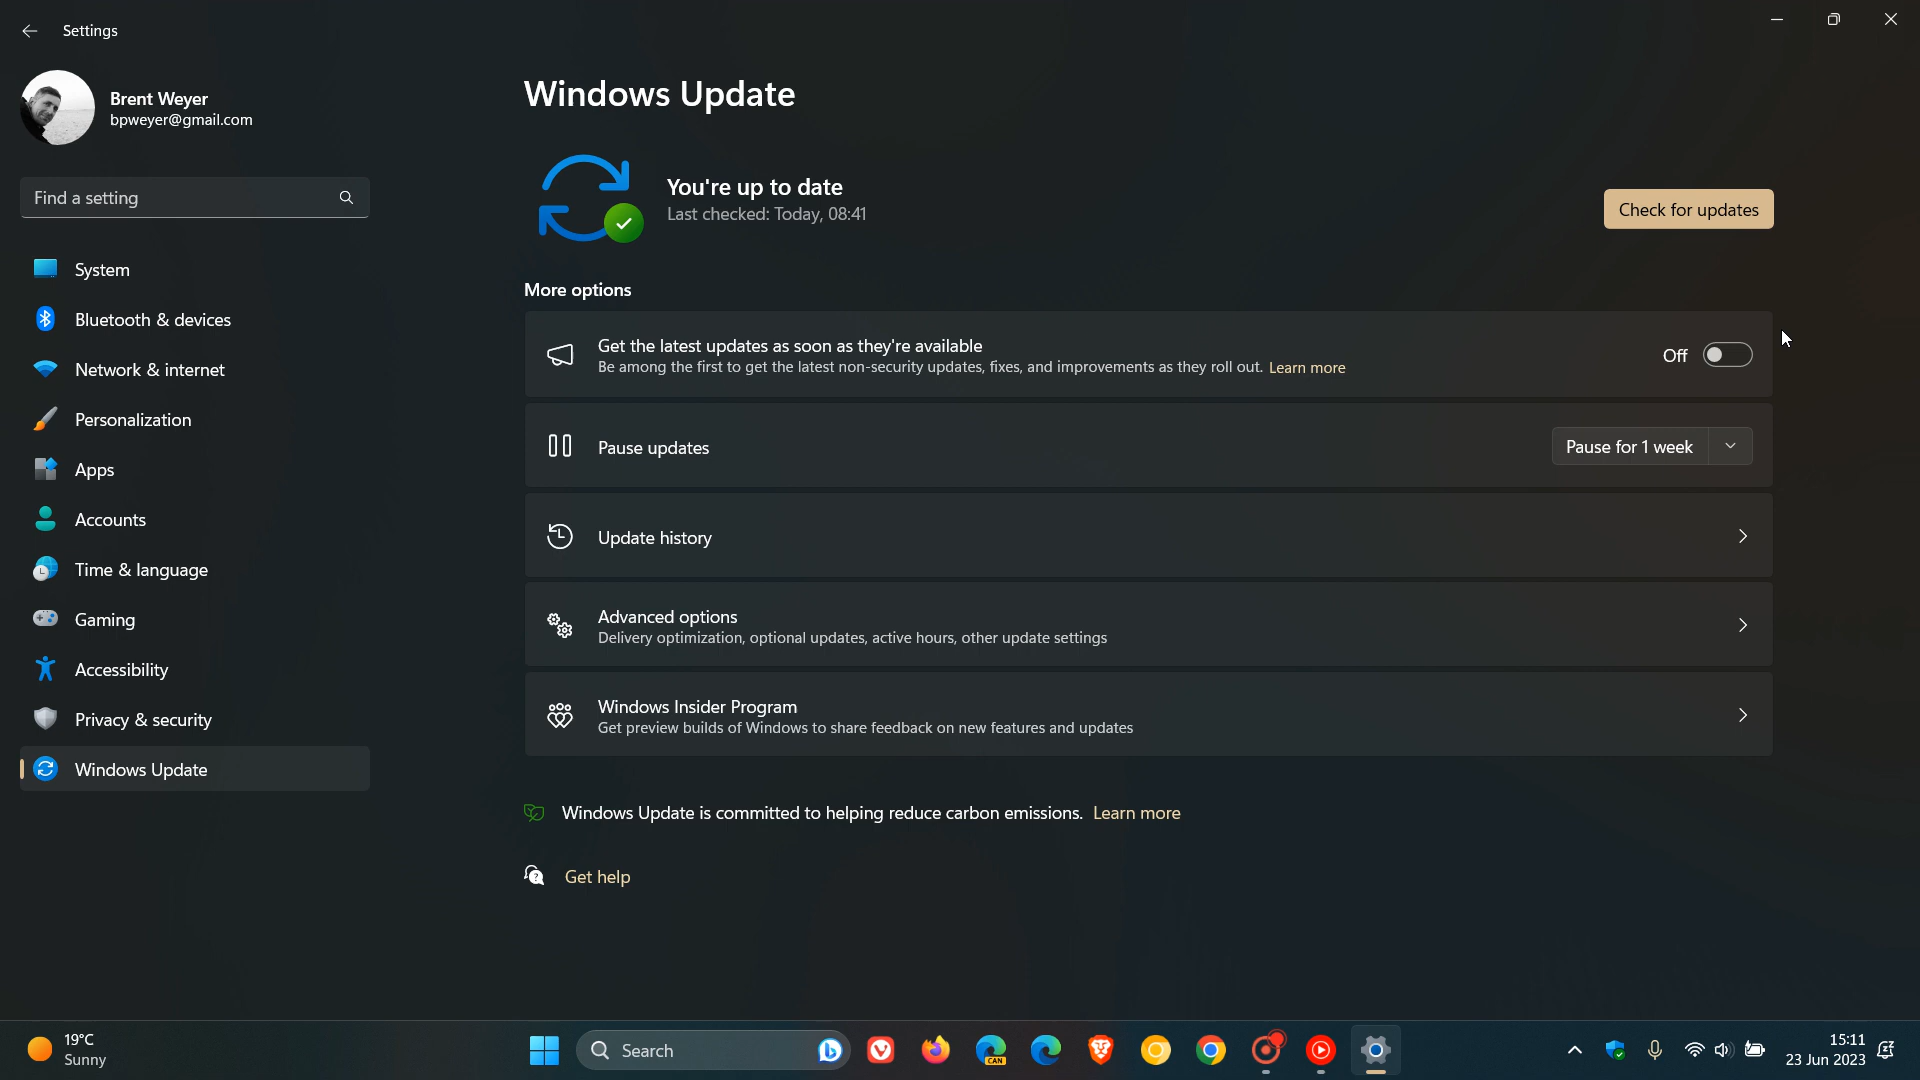 Settings
Brent Weyer
bpweyer@gmail.com
Find a setting
System
Bluetooth & devices
Network & internet
Personalization
Apps
Accounts
Time & language
Gaming
Accessibility
Privacy & security
Windows Update
Windows Update
You're up to date
Last checked: Today, 08:41
Check for updates
More options
Get the latest updates as soon as they're available
Be among the first to get the latest non-security updates, fixes, and improvements as they roll out. Learn more
Off
Pause updates
Pause for 1 week
Update history
Advanced options
Delivery optimization, optional updates, active hours, other update settings
Windows Insider Program
Get preview builds of Windows to share feedback on new features and updates
Windows Update is committed to helping reduce carbon emissions. Learn more
Get help
19°C
Sunny
Search
CAN
15:11
23 Jun 2023